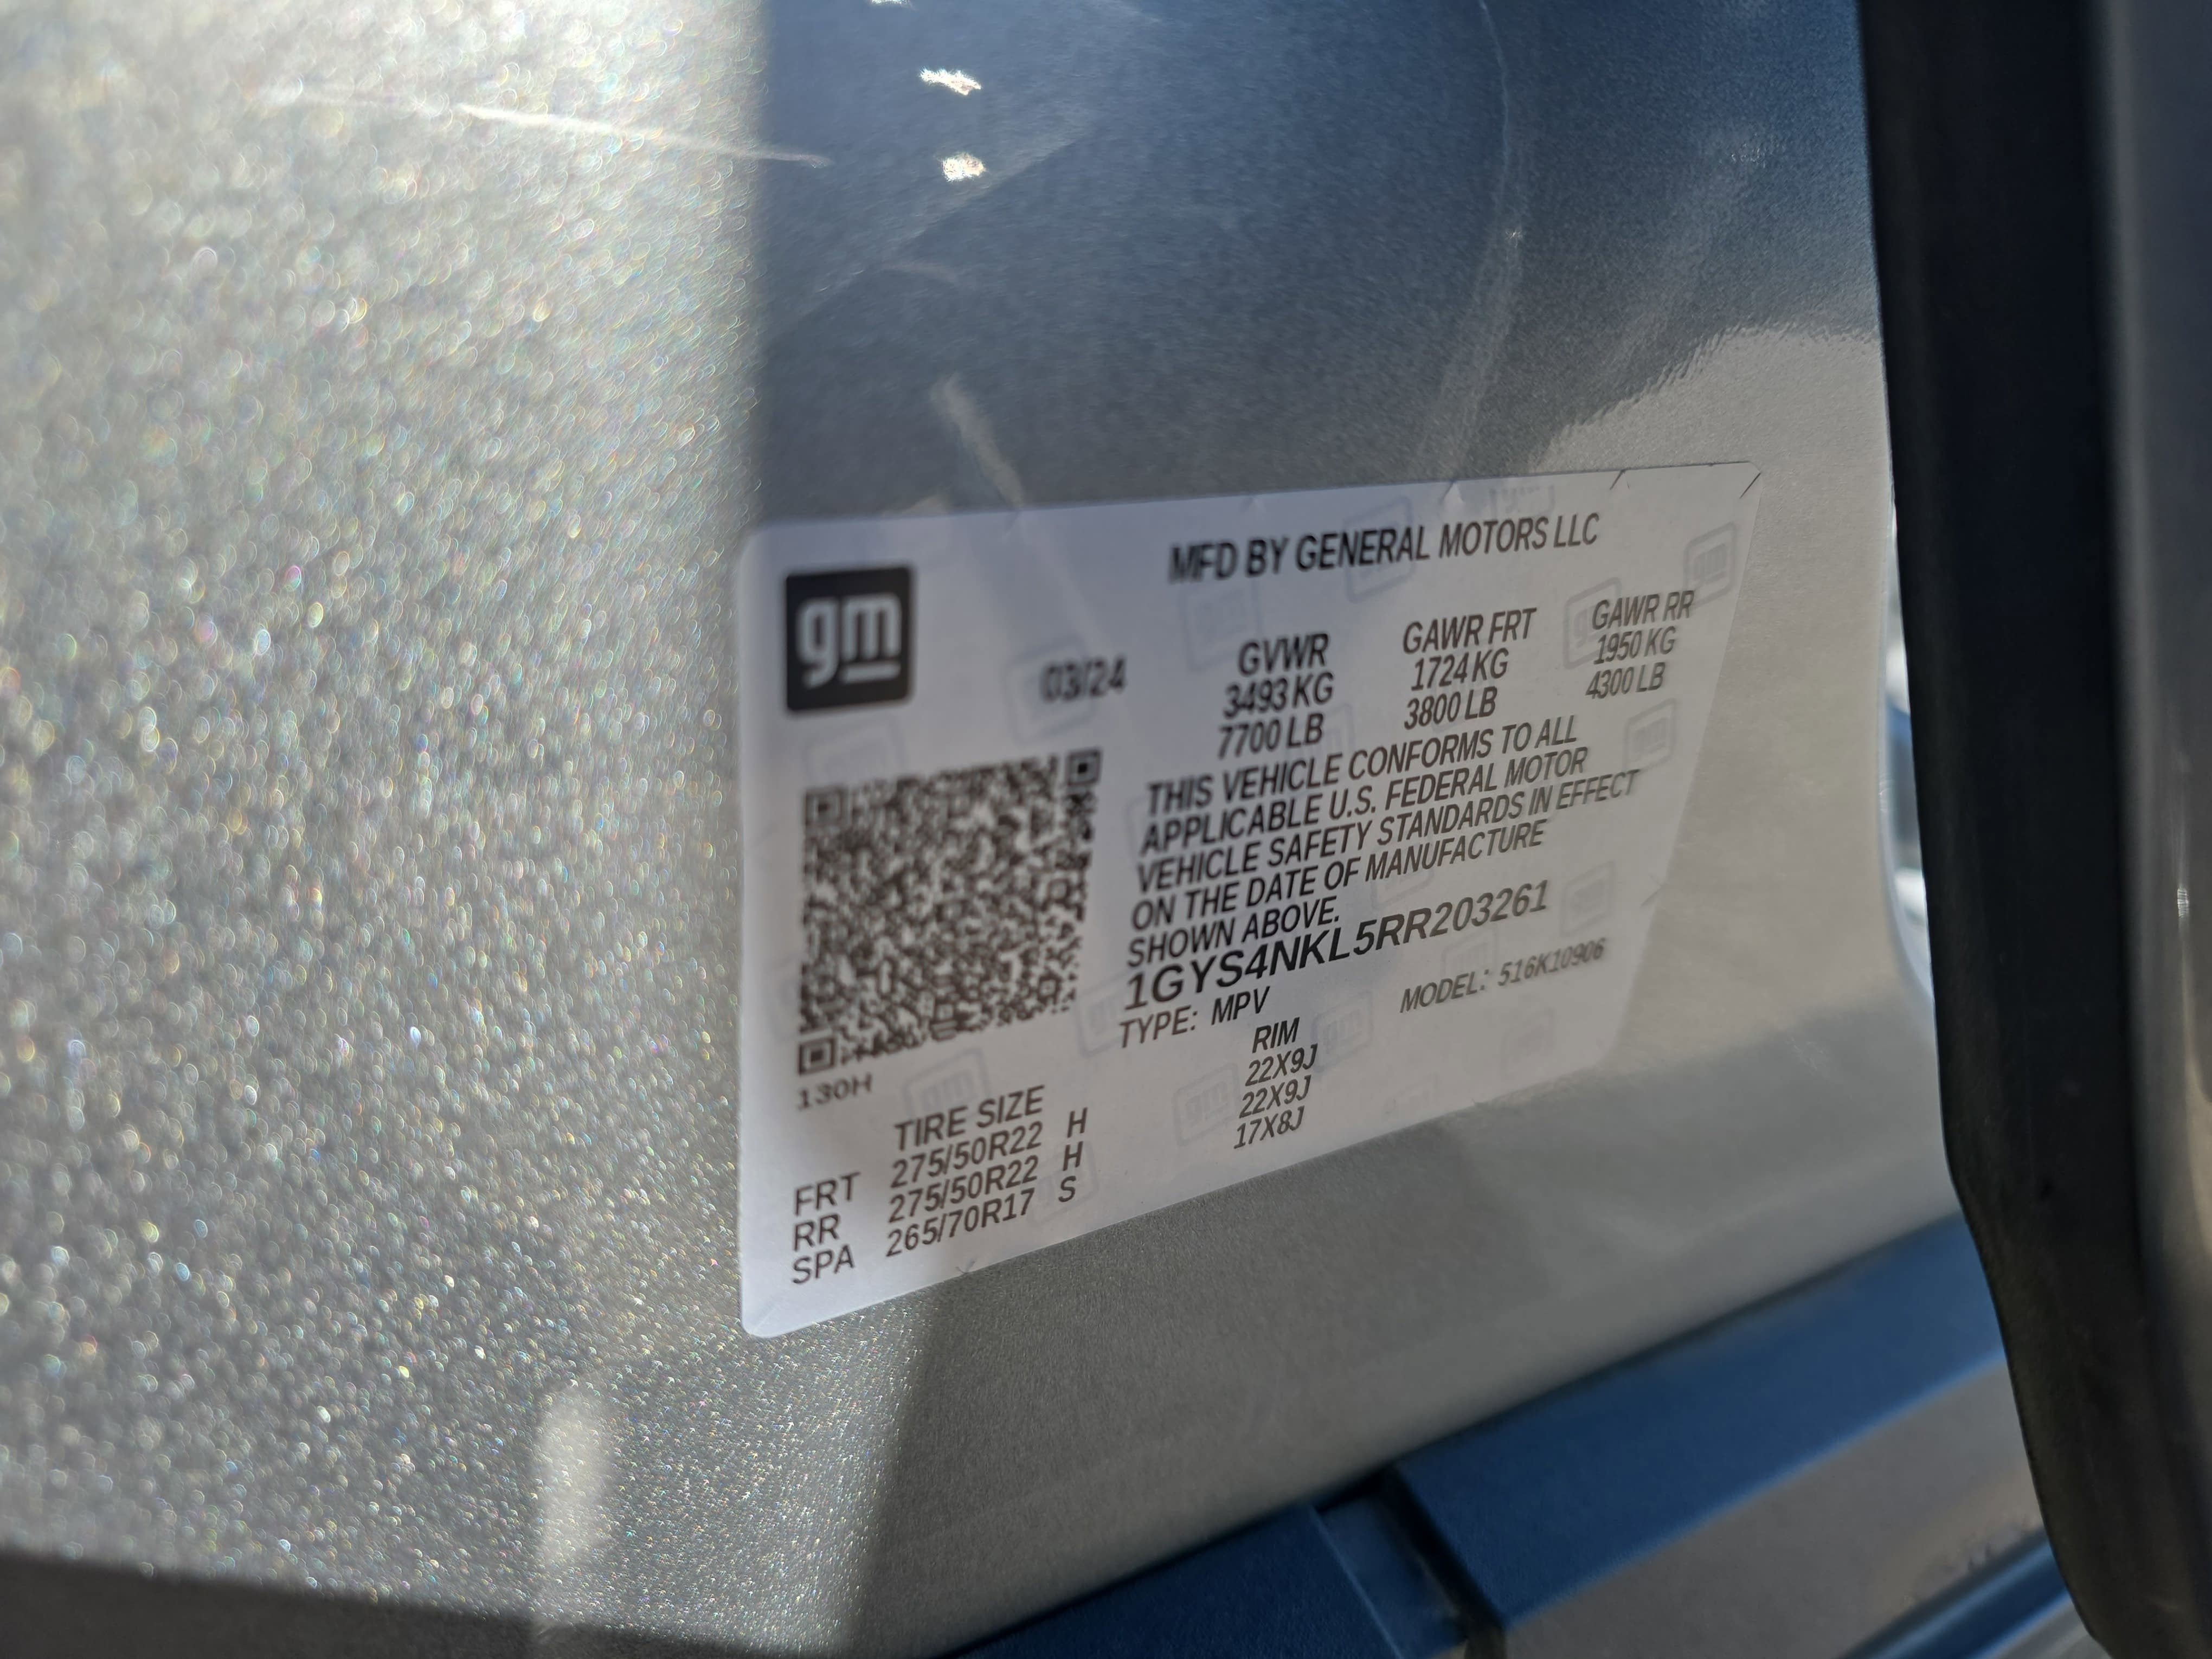 gm
MFD BY GENERAL MOTORS LLC
03/24
GVWR GAWR FRT GAWR RR
3493 KG 1724 KG 1950 KG
7700 LB 3800 LB 4300 LB
THIS VEHICLE CONFORMS TO ALL
APPLICABLE U.S. FEDERAL MOTOR
VEHICLE SAFETY STANDARDS IN EFFECT
ON THE DATE OF MANUFACTURE
SHOWN ABOVE.
1GYS4NKL5RR203261
TYPE: MPV MODEL: 516K10906
130H
TIRE SIZE RIM
FRT 275/50R22 H 22X9J
RR 275/50R22 H 22X9J
SPA 265/70R17 S 17X8J